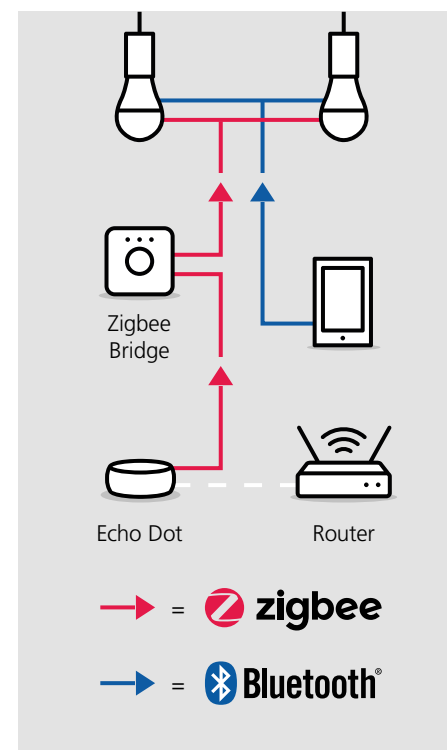 Zigbee
Bridge
Echo Dot
Router
= zigbee
= Bluetooth®